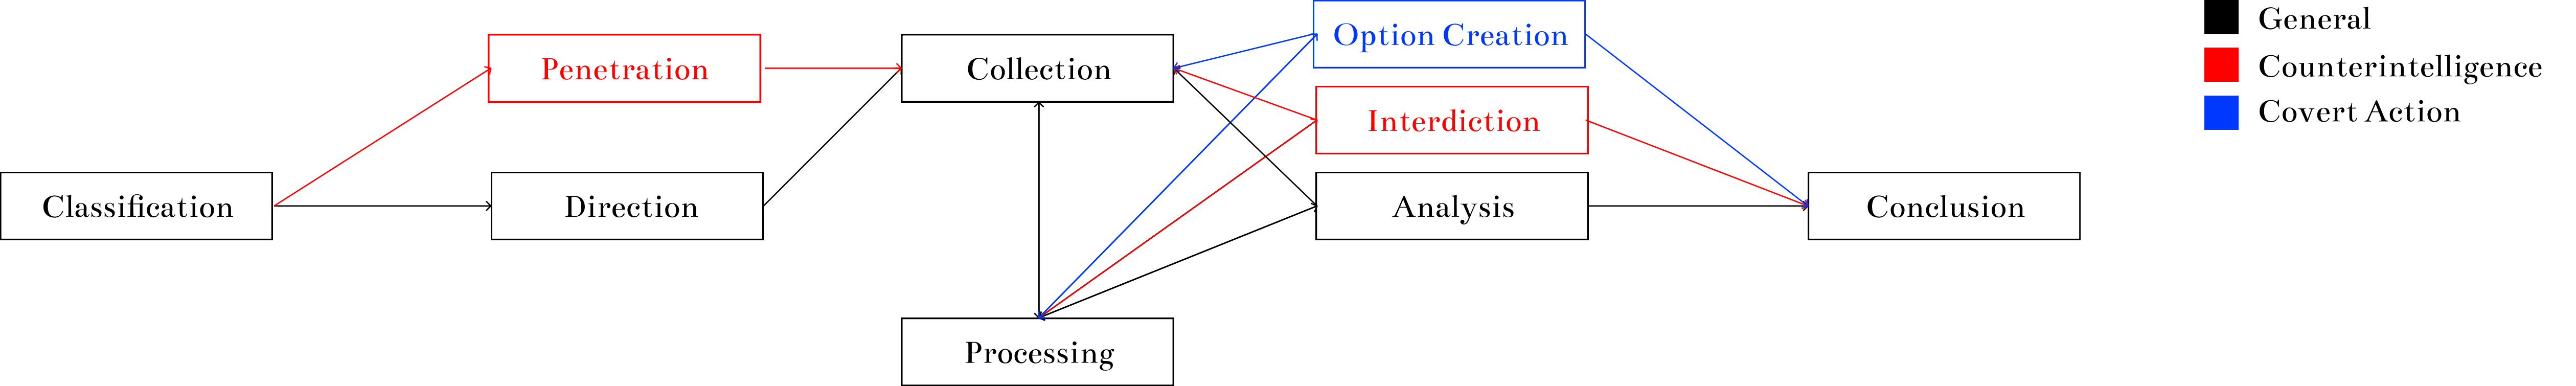 Option Creation
General
Penetration
Collection
Counterintelligence
Interdiction
Covert Action
Classification
Direction
Analysis
Conclusion
Processing